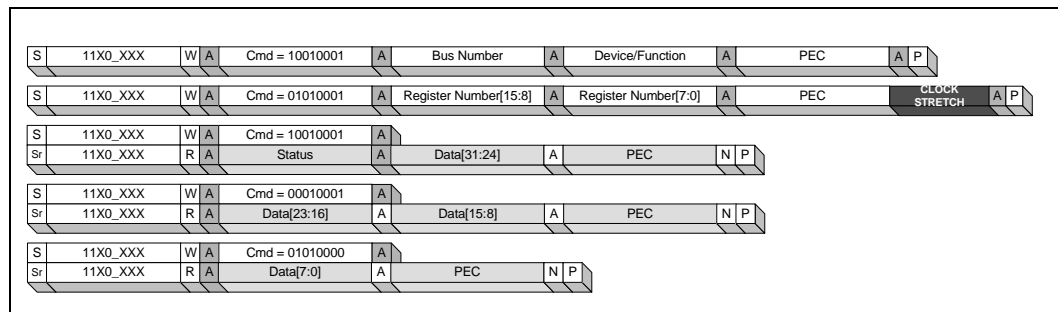 S 11X0_XXX W A Cmd = 10010001 A Bus Number A Device/Function A PEC A P
S 11X0_XXX W A Cmd = 01010001 A Register Number[15:8] A Register Number[7:0] A PEC CLOCK STRETCH A P
S 11X0_XXX W A Cmd = 10010001 A
Sr 11X0_XXX R A Status A Data[31:24] A PEC N P
S 11X0_XXX W A Cmd = 00010001 A
Sr 11X0_XXX R A Data[23:16] A Data[15:8] A PEC N P
S 11X0_XXX W A Cmd = 01010000 A
Sr 11X0_XXX R A Data[7:0] A PEC N P